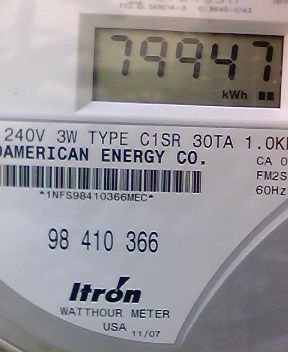 79947
kWh
240V 3W TYPE C1SR 30TA 1.0K
AMERICAN ENERGY CO.
CA 0
FM2S
60Hz
*1NFS98410366MEC*
98 410 366
Itrón
WATTHOUR METER
USA 11/07